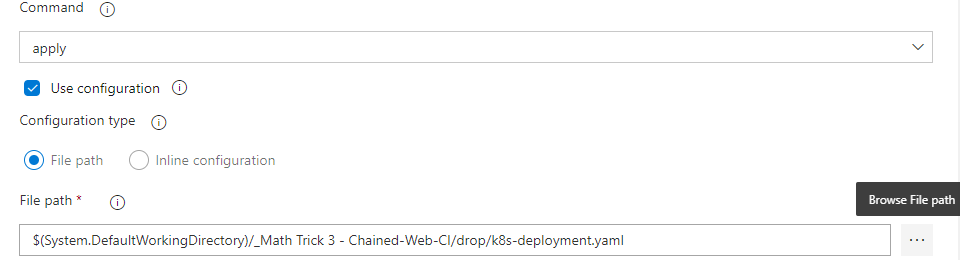 Command
apply
Use configuration
Configuration type
File path
Inline configuration
File path *
Browse File path
$(System.DefaultWorkingDirectory)/_Math Trick 3 - Chained-Web-CI/drop/k8s-deployment.yaml